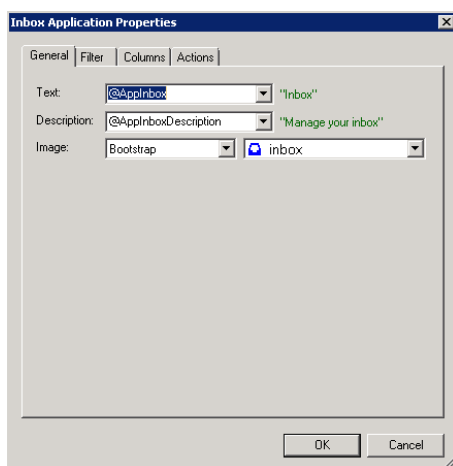 Inbox Application Properties
General Filter Columns Actions
Text: @AppInbox "Inbox"
Description: @AppInboxDescription "Manage your inbox"
Image: Bootstrap inbox
OK Cancel